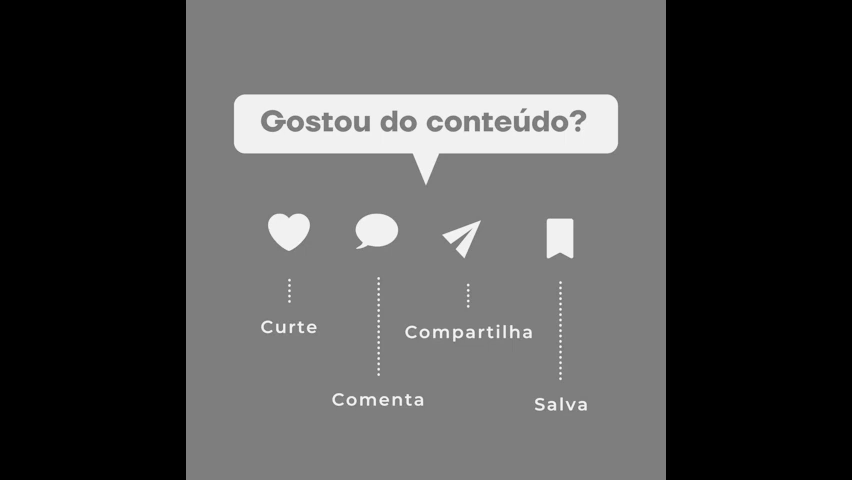 Gostou do conteúdo?
Curte
Compartilha
Comenta
Salva